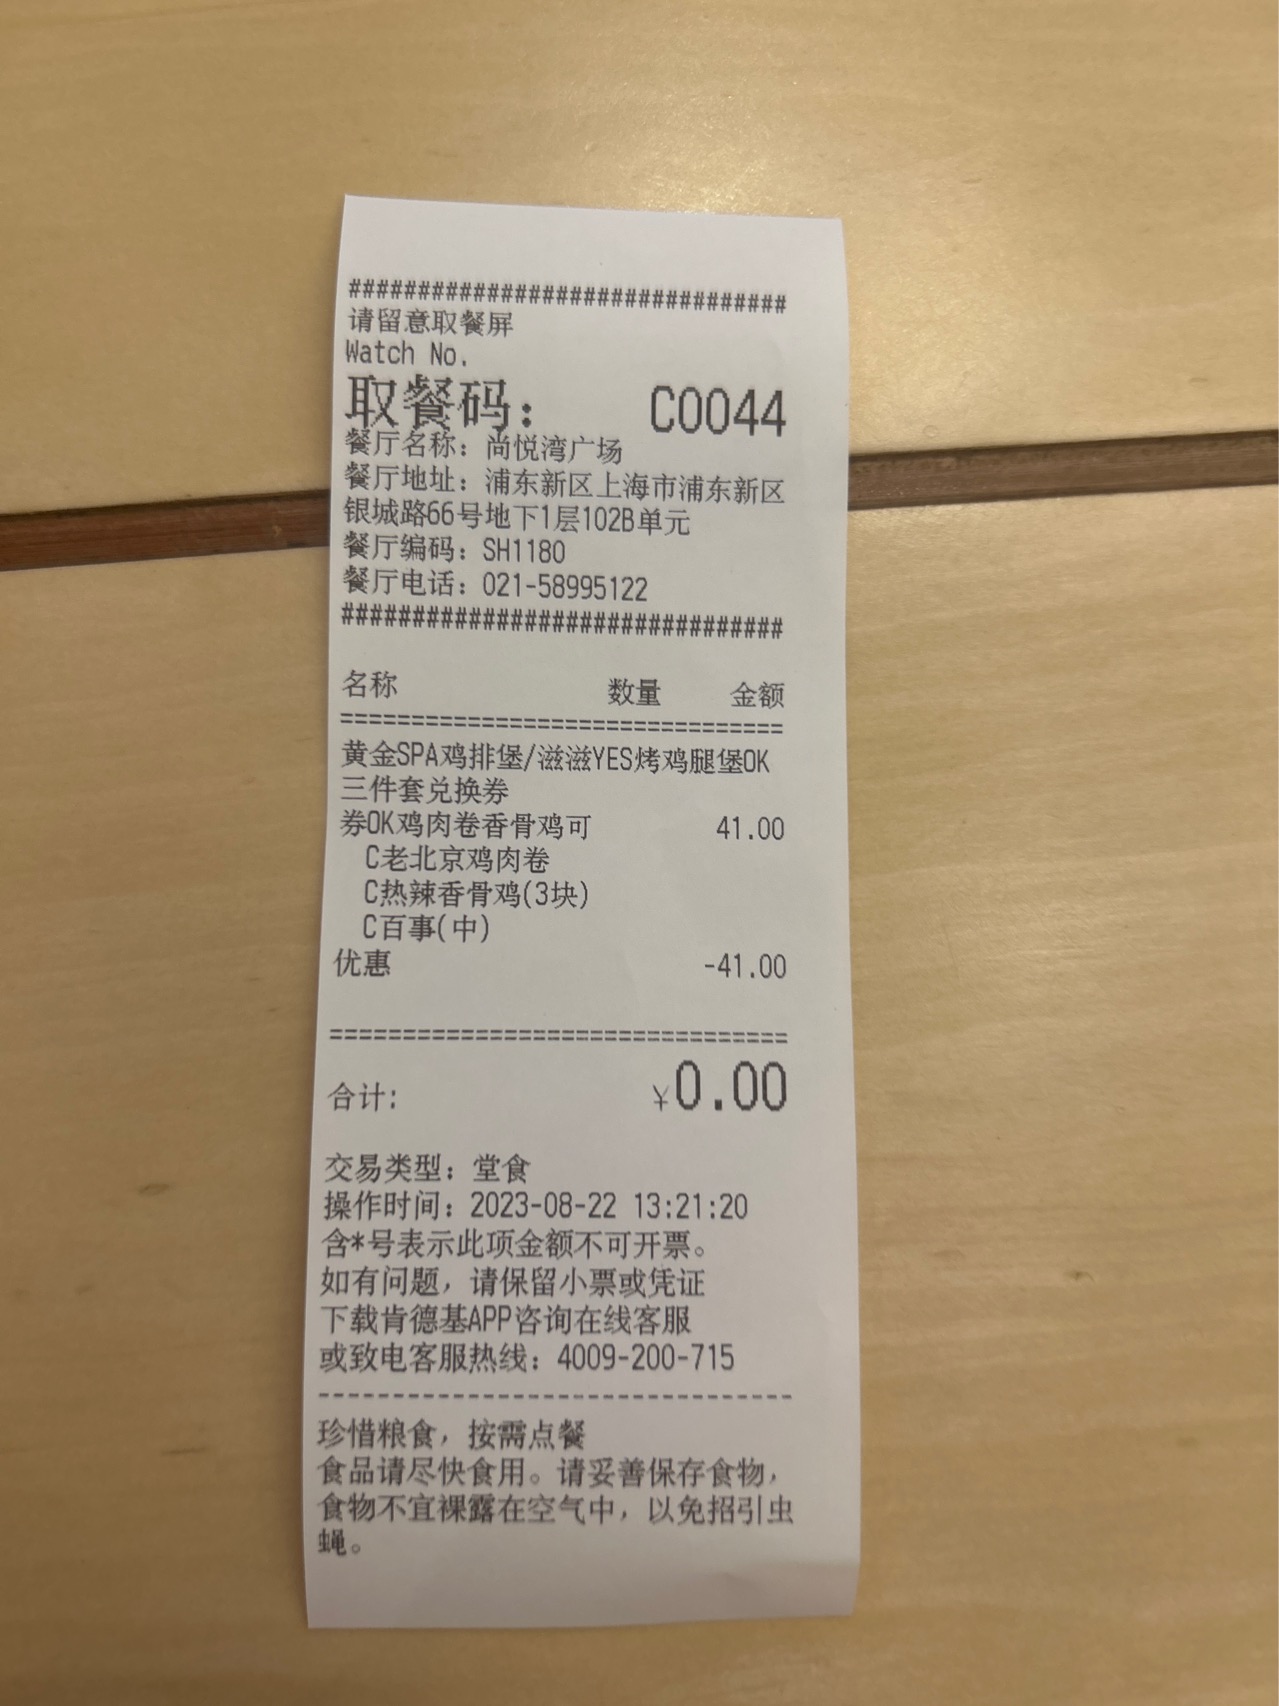 ###############################
请留意取餐屏
Watch No.
取餐码： C0044
餐厅名称：尚悦湾广场
餐厅地址：浦东新区上海市浦东新区
银城路66号地下1层102B单元
餐厅编码：SH1180
餐厅电话：021-58995122
###############################
名称 数量 金额
===============================
黄金SPA鸡排堡/滋滋YES烤鸡腿堡OK
三件套兑换券
券OK鸡肉卷香骨鸡可 41.00
C老北京鸡肉卷
C热辣香骨鸡(3块)
C百事(中)
优惠 -41.00
===============================
合计: ¥0.00
交易类型：堂食
操作时间：2023-08-22 13:21:20
含*号表示此项金额不可开票。
如有问题，请保留小票或凭证
下载肯德基APP咨询在线客服
或致电客服热线：4009-200-715
--------------------------------
珍惜粮食，按需点餐
食品请尽快食用。请妥善保存食物，
食物不宜裸露在空气中，以免招引虫
蝇。